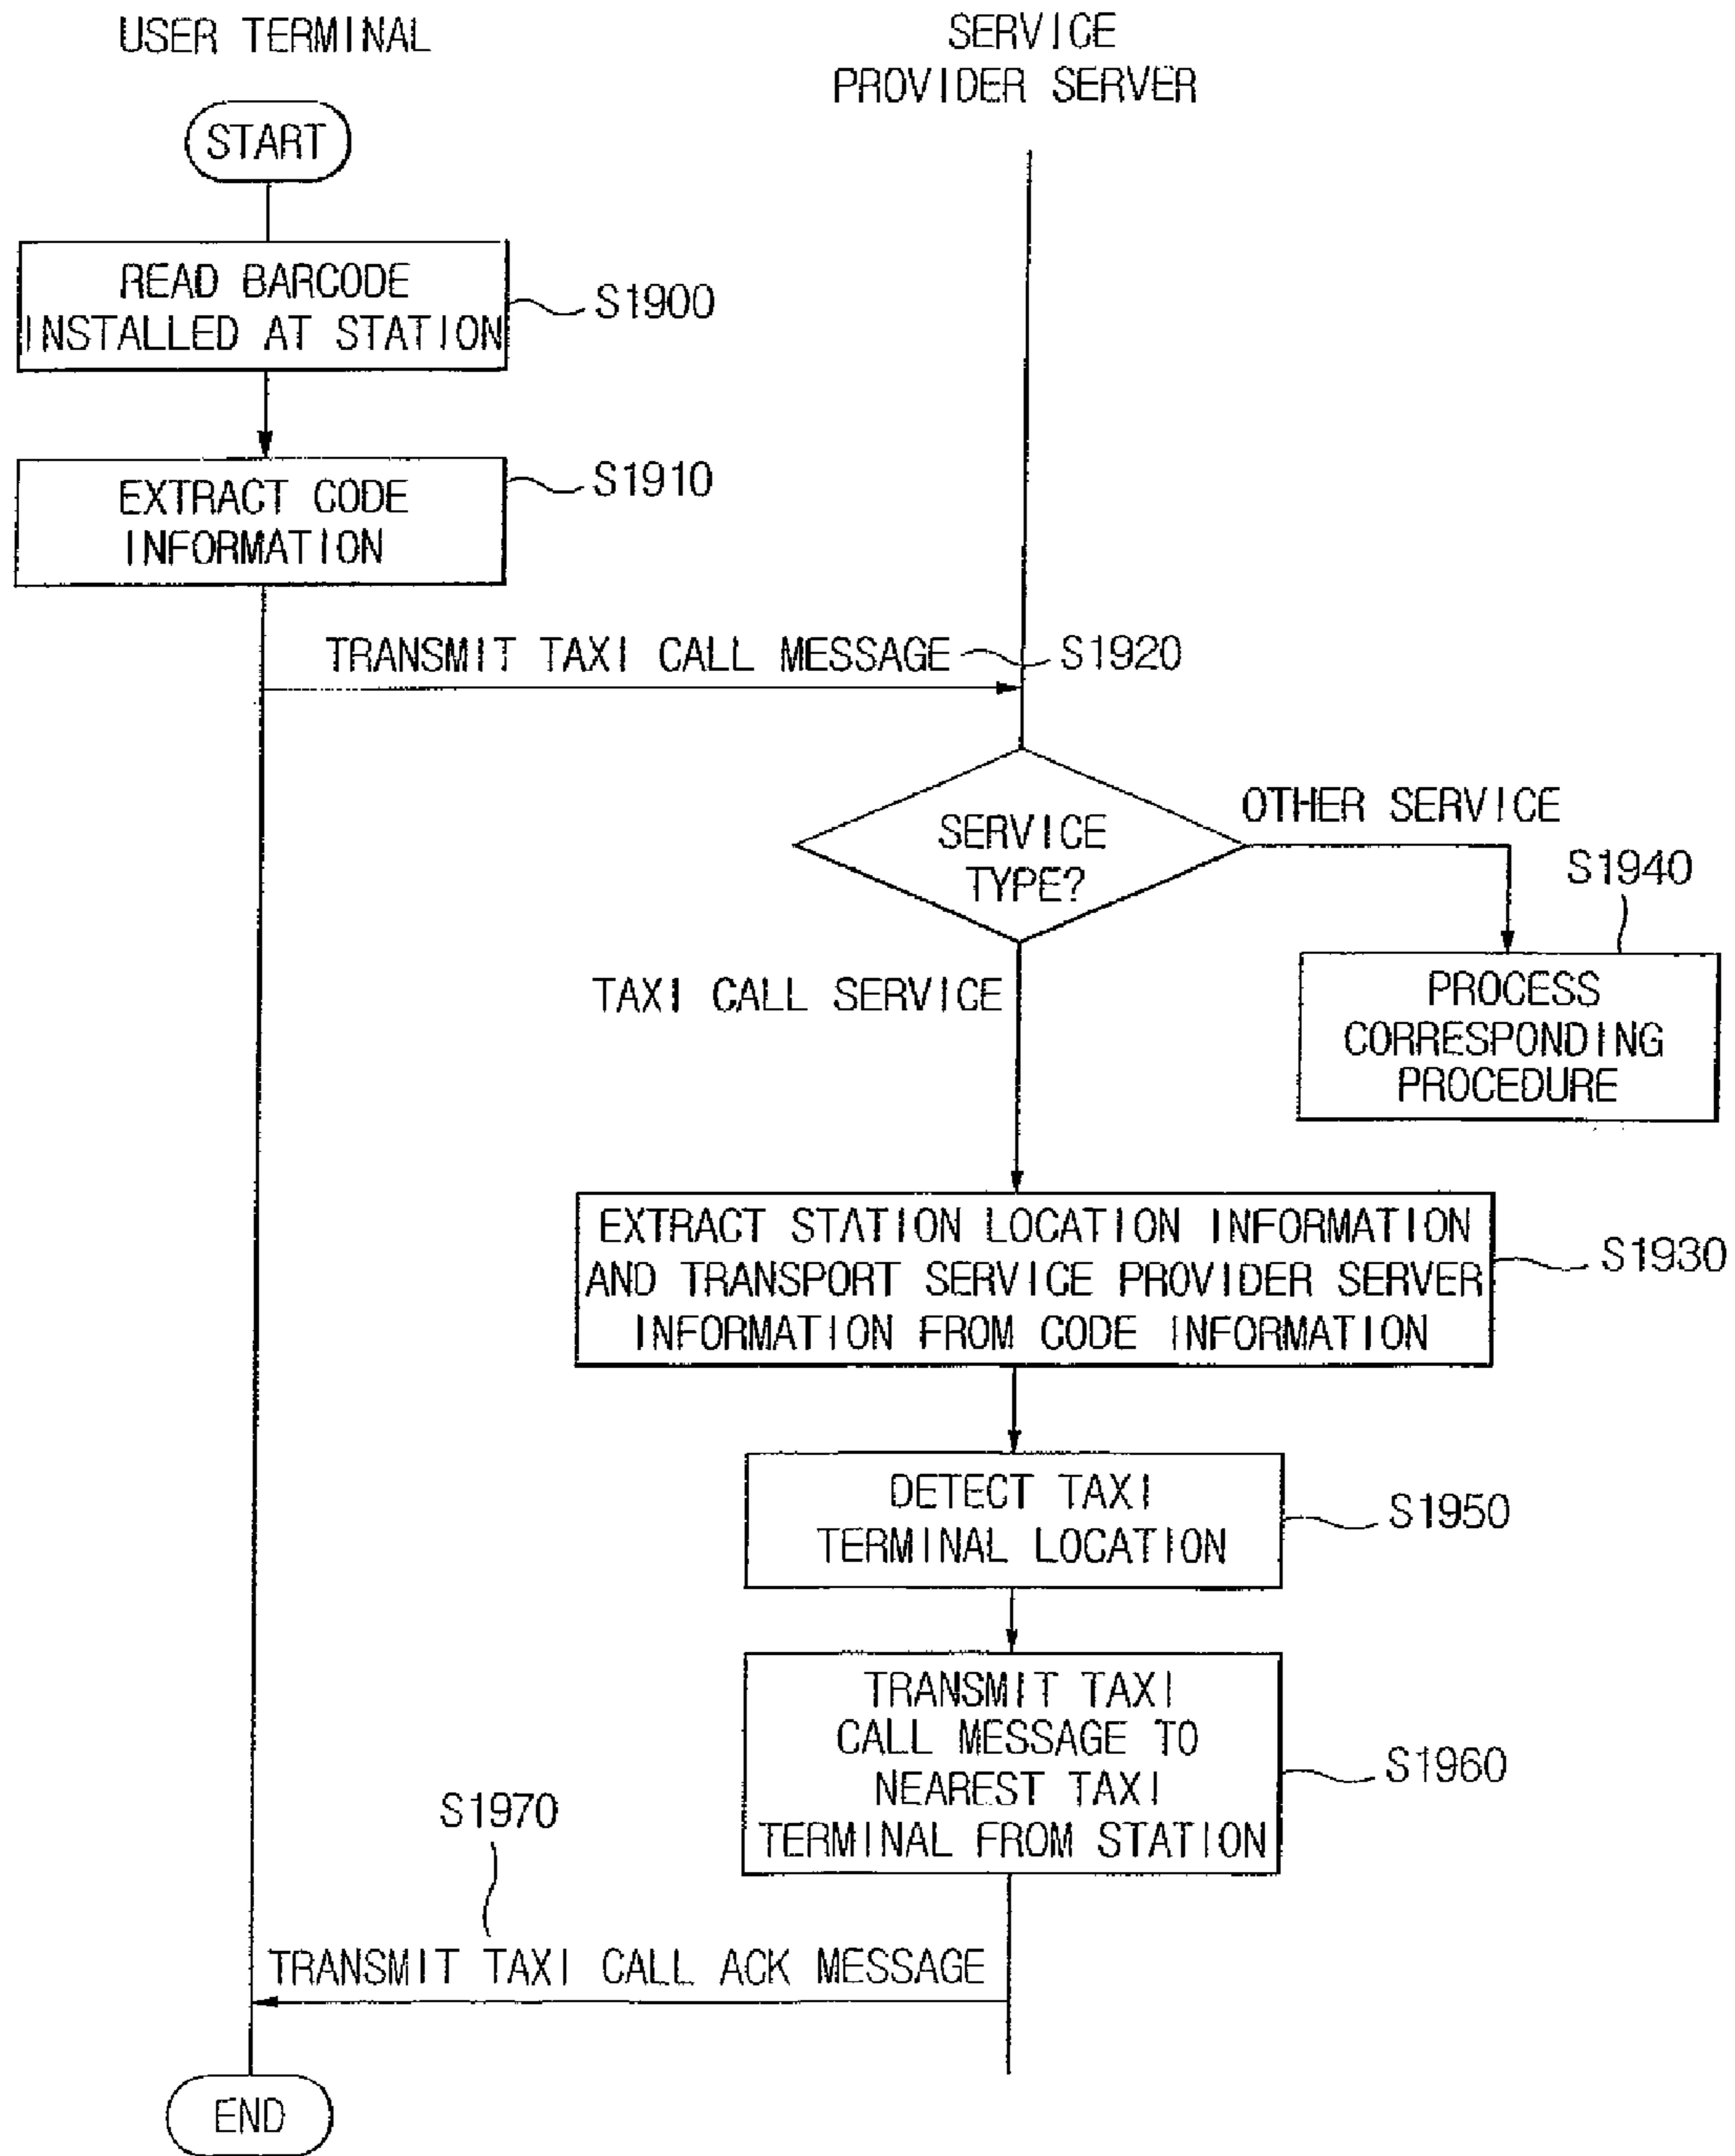 USER TERMINAL
SERVICE
PROVIDER SERVER
START
READ BARCODE
INSTALLED AT STATION
S1900
EXTRACT CODE
INFORMATION
S1910
TRANSMIT TAXI CALL MESSAGE
S1920
SERVICE
TYPE?
OTHER SERVICE
S1940
PROCESS
CORRESPONDING
PROCEDURE
TAXI CALL SERVICE
EXTRACT STATION LOCATION INFORMATION
AND TRANSPORT SERVICE PROVIDER SERVER
INFORMATION FROM CODE INFORMATION
S1930
DETECT TAXI
TERMINAL LOCATION
S1950
TRANSMIT TAXI
CALL MESSAGE TO
NEAREST TAXI
TERMINAL FROM STATION
S1960
S1970
TRANSMIT TAXI CALL ACK MESSAGE
END